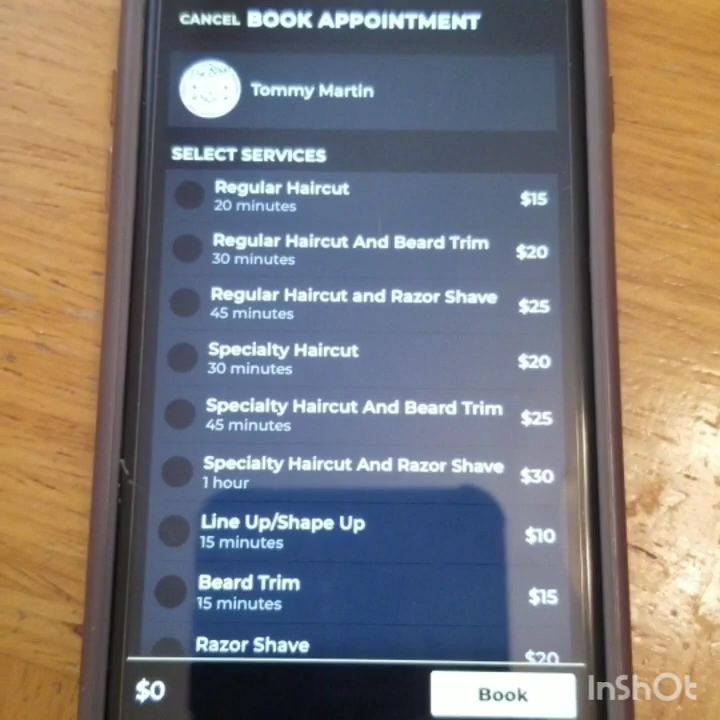 CANCEL BOOK APPOINTMENT
Tommy Martin
SELECT SERVICES
Regular Haircut
20 minutes
$15
Regular Haircut And Beard Trim
30 minutes
$20
Regular Haircut and Razor Shave
45 minutes
$25
Specialty Haircut
30 minutes
$20
Specialty Haircut And Beard Trim
45 minutes
$25
Specialty Haircut And Razor Shave
1 hour
$30
Line Up/Shape Up
15 minutes
$10
Beard Trim
15 minutes
$15
Razor Shave
$20
$0
Book
InShOt